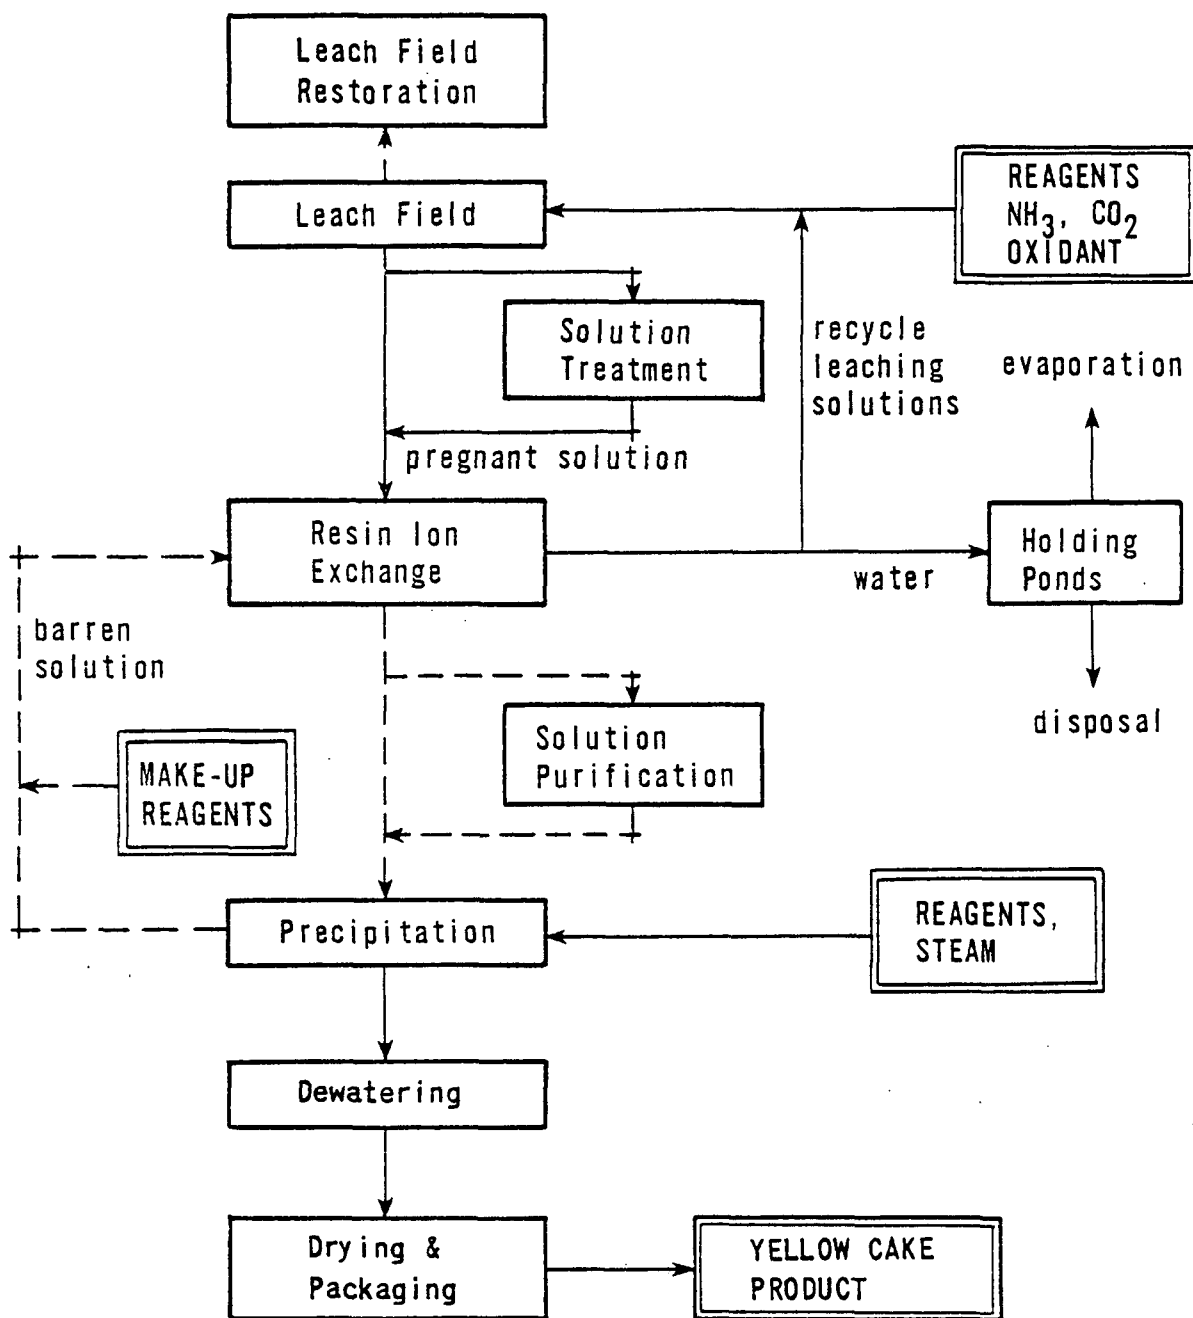 Leach Field
Restoration
Leach Field
REAGENTS
NH3, CO2
OXIDANT
Solution
Treatment
recycle
leaching
solutions
evaporation
pregnant solution
Resin Ion
Exchange
water
Holding
Ponds
barren
solution
disposal
Solution
Purification
MAKE-UP
REAGENTS
Precipitation
REAGENTS,
STEAM
Dewatering
Drying &
Packaging
YELLOW CAKE
PRODUCT